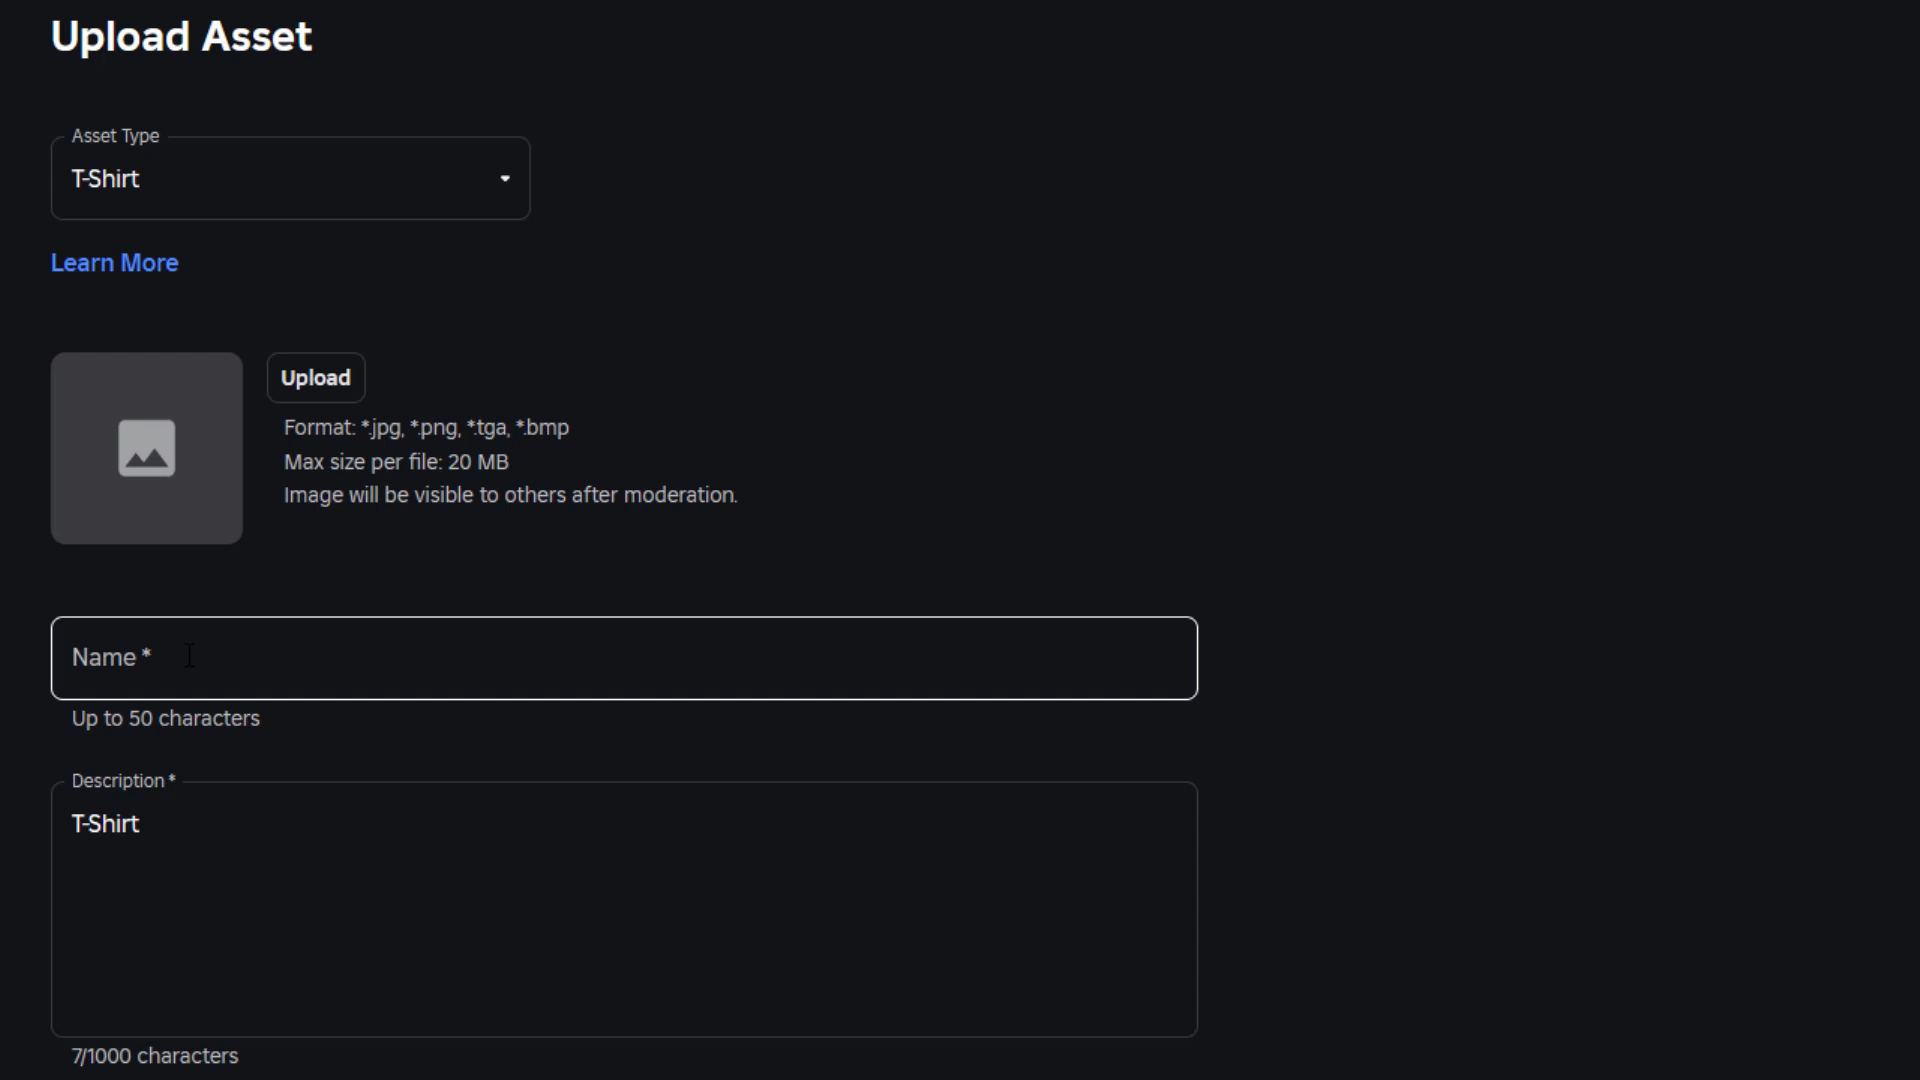 Upload Asset
Asset Type
T-Shirt
Learn More
Upload
Format: *.jpg, *.png, *.tga, *.bmp
Max size per file: 20 MB
Image will be visible to others after moderation.
Name *
Up to 50 characters
Description *
T-Shirt
7/1000 characters